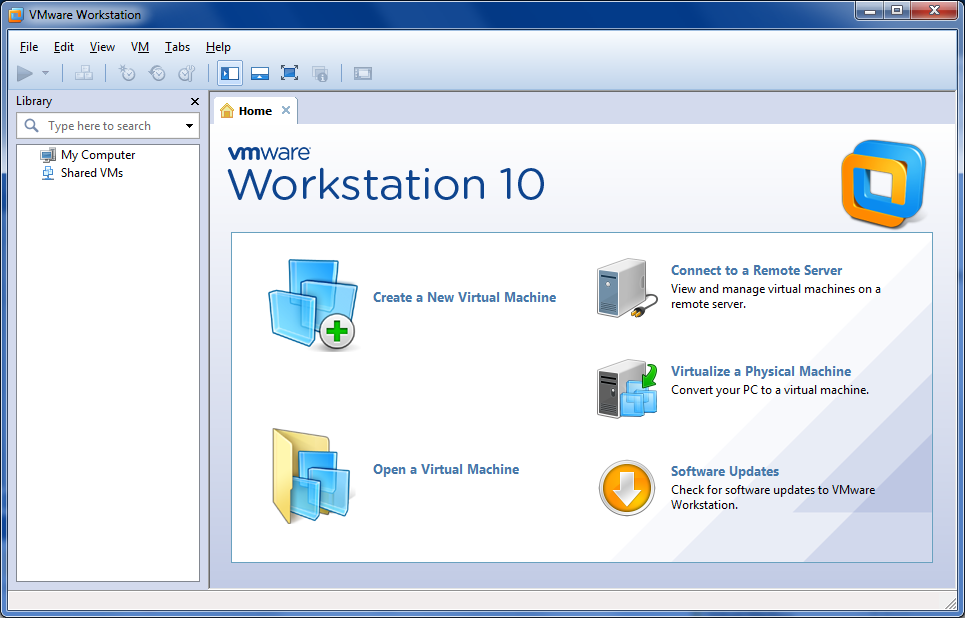 VMware Workstation
File Edit View VM Tabs Help
Library
Type here to search
My Computer
Shared VMs
Home
vmware
Workstation 10
Create a New Virtual Machine
Open a Virtual Machine
Connect to a Remote Server
View and manage virtual machines on a
remote server.
Virtualize a Physical Machine
Convert your PC to a virtual machine.
Software Updates
Check for software updates to VMware
Workstation.